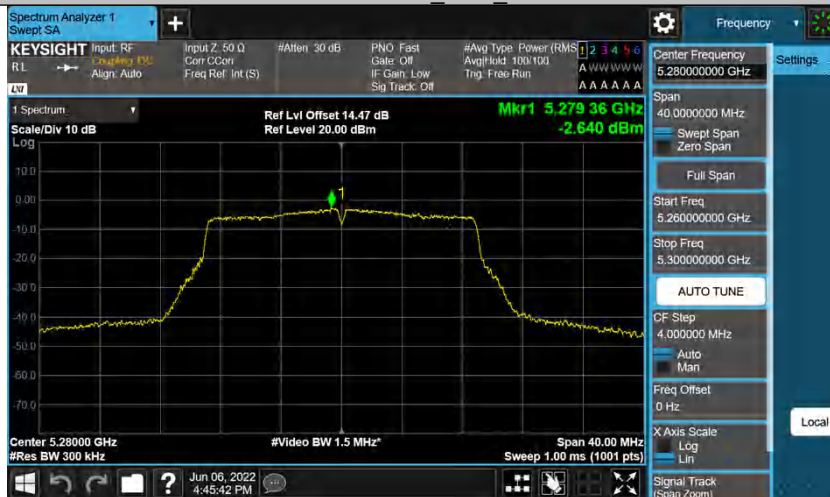 Spectrum Analyzer 1
Swept SA
+
Frequency
KEYSIGHT
RL
LXI
Input: RF
Coupling: DC
Align: Auto
Input Z: 50 Ω
Corr CCorr
Freq Ref: Int (S)
#Atten: 30 dB
PNO: Fast
Gate: Off
IF Gain: Low
Sig Track: Off
#Avg Type: Power (RMS
Avg|Hold: 100/100
Trig: Free Run
1 2 3 4 5 6
A W W W W W
A A A A A A
1 Spectrum
Scale/Div 10 dB
Log
Ref Lvl Offset 14.47 dB
Ref Level 20.00 dBm
Mkr1 5.279 36 GHz
-2.640 dBm
10.0
0.00
-10.0
-20.0
-30.0
-40.0
-50.0
-60.0
-70.0
1
Center 5.28000 GHz
#Res BW 300 kHz
#Video BW 1.5 MHz*
Span 40.00 MHz
Sweep 1.00 ms (1001 pts)
Center Frequency
5.280000000 GHz
Settings
Span
40.0000000 MHz
Swept Span
Zero Span
Full Span
Start Freq
5.260000000 GHz
Stop Freq
5.300000000 GHz
AUTO TUNE
CF Step
4.000000 MHz
Auto
Man
Freq Offset
0 Hz
X Axis Scale
Log
Lin
Local
Signal Track
(Span Zoom)
?
Jun 06, 2022
4:45:42 PM